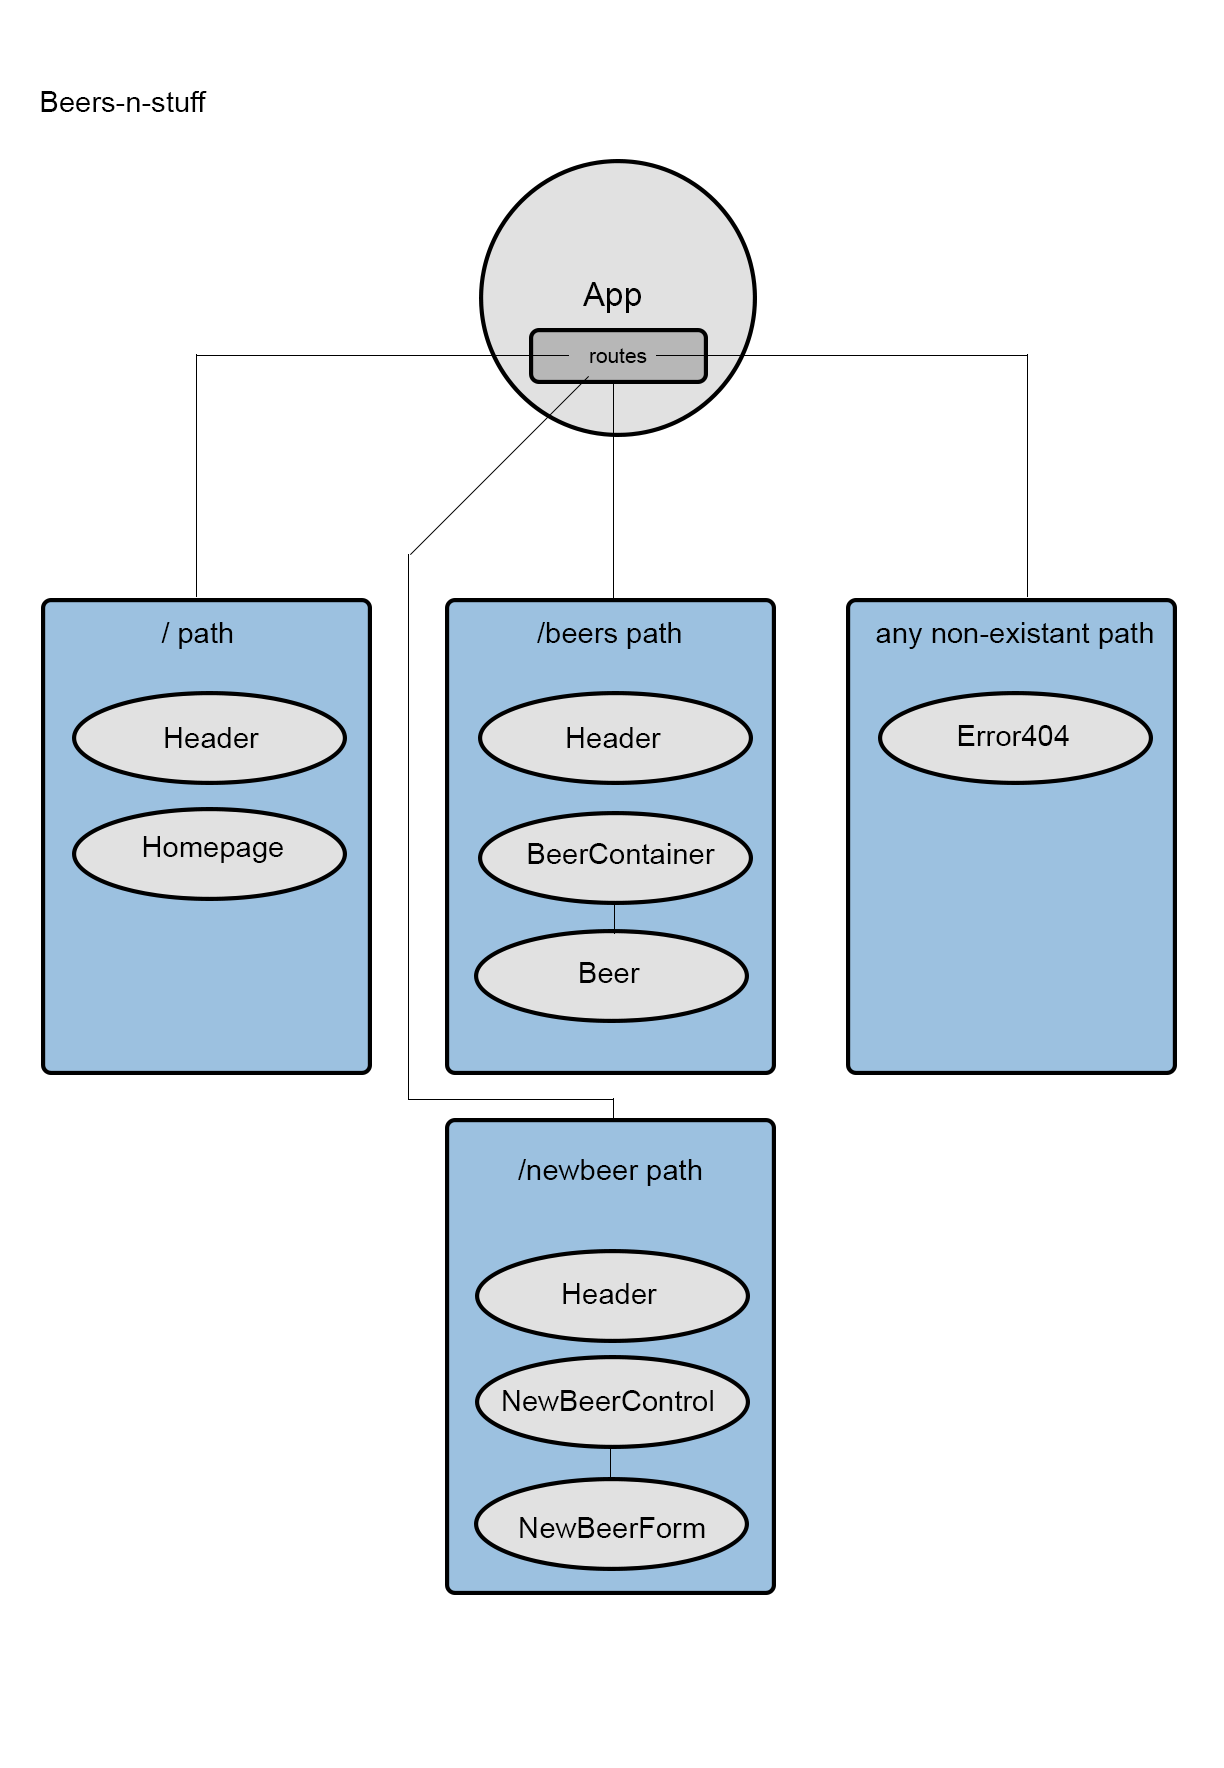 Beers-n-stuff
App
routes
/ path
Header
Homepage
/beers path
Header
BeerContainer
Beer
any non-existant path
Error404
/newbeer path
Header
NewBeerControl
NewBeerForm